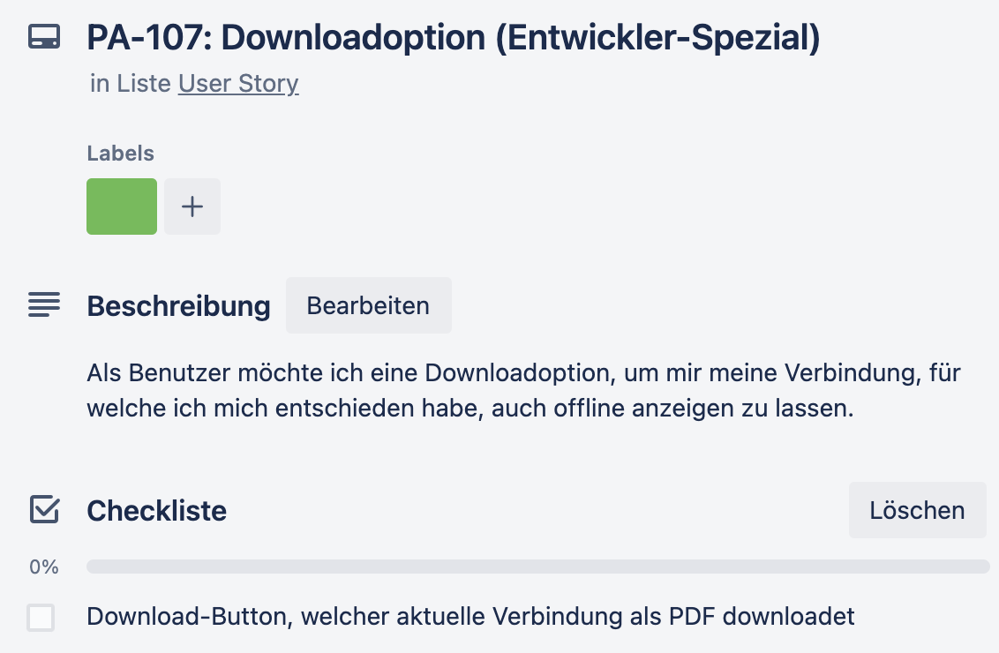 PA-107: Downloadoption (Entwickler-Spezial)
in Liste User Story
Labels
+
Beschreibung Bearbeiten
Als Benutzer möchte ich eine Downloadoption, um mir meine Verbindung, für
welche ich mich entschieden habe, auch offline anzeigen zu lassen.
Checkliste Löschen
0%
Download-Button, welcher aktuelle Verbindung als PDF downloadet